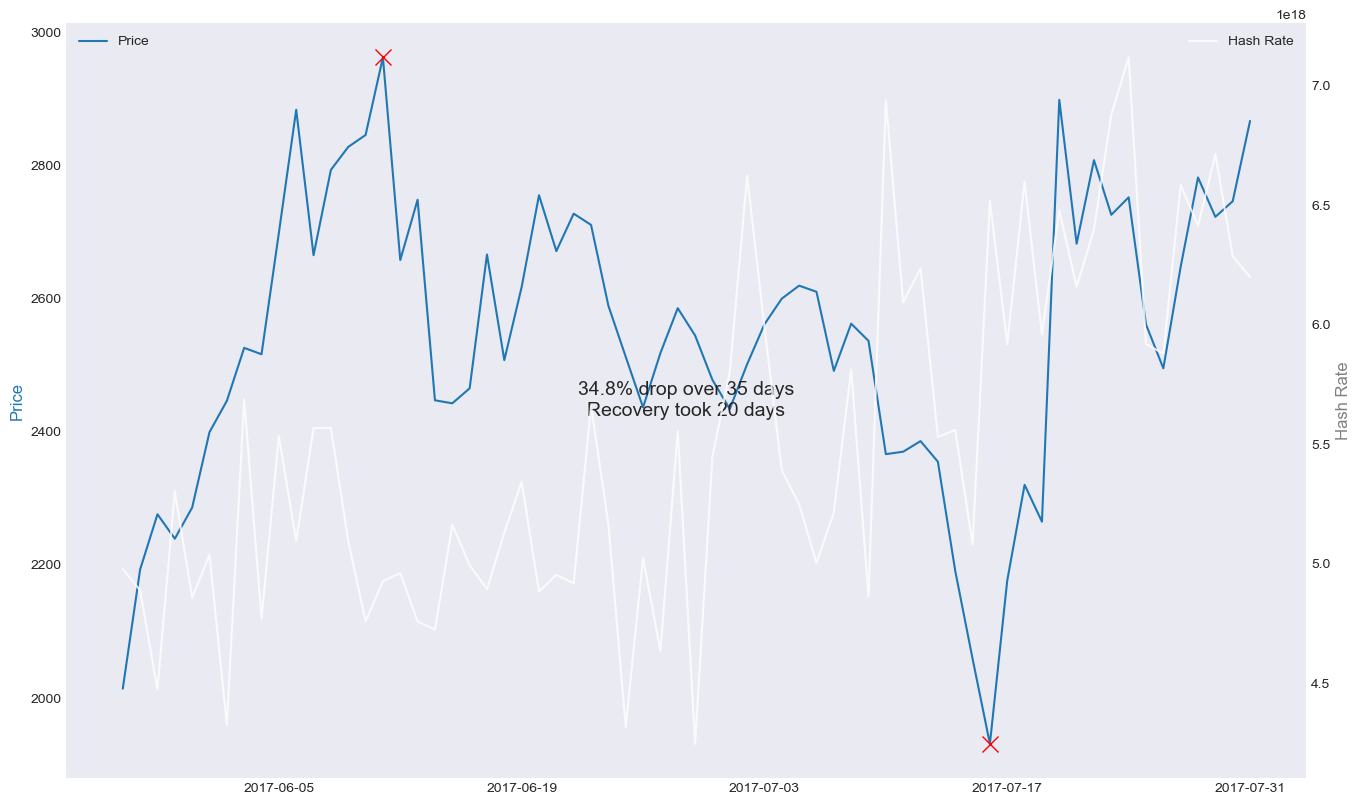 1e18
3000
Price
Hash Rate
7.0
2800
6.5
2600
6.0
34.8% drop over 35 days
Recovery took 20 days
Price
Hash Rate
2400
5.5
2200
5.0
2000
4.5
2017-06-05
2017-06-19
2017-07-03
2017-07-17
2017-07-31